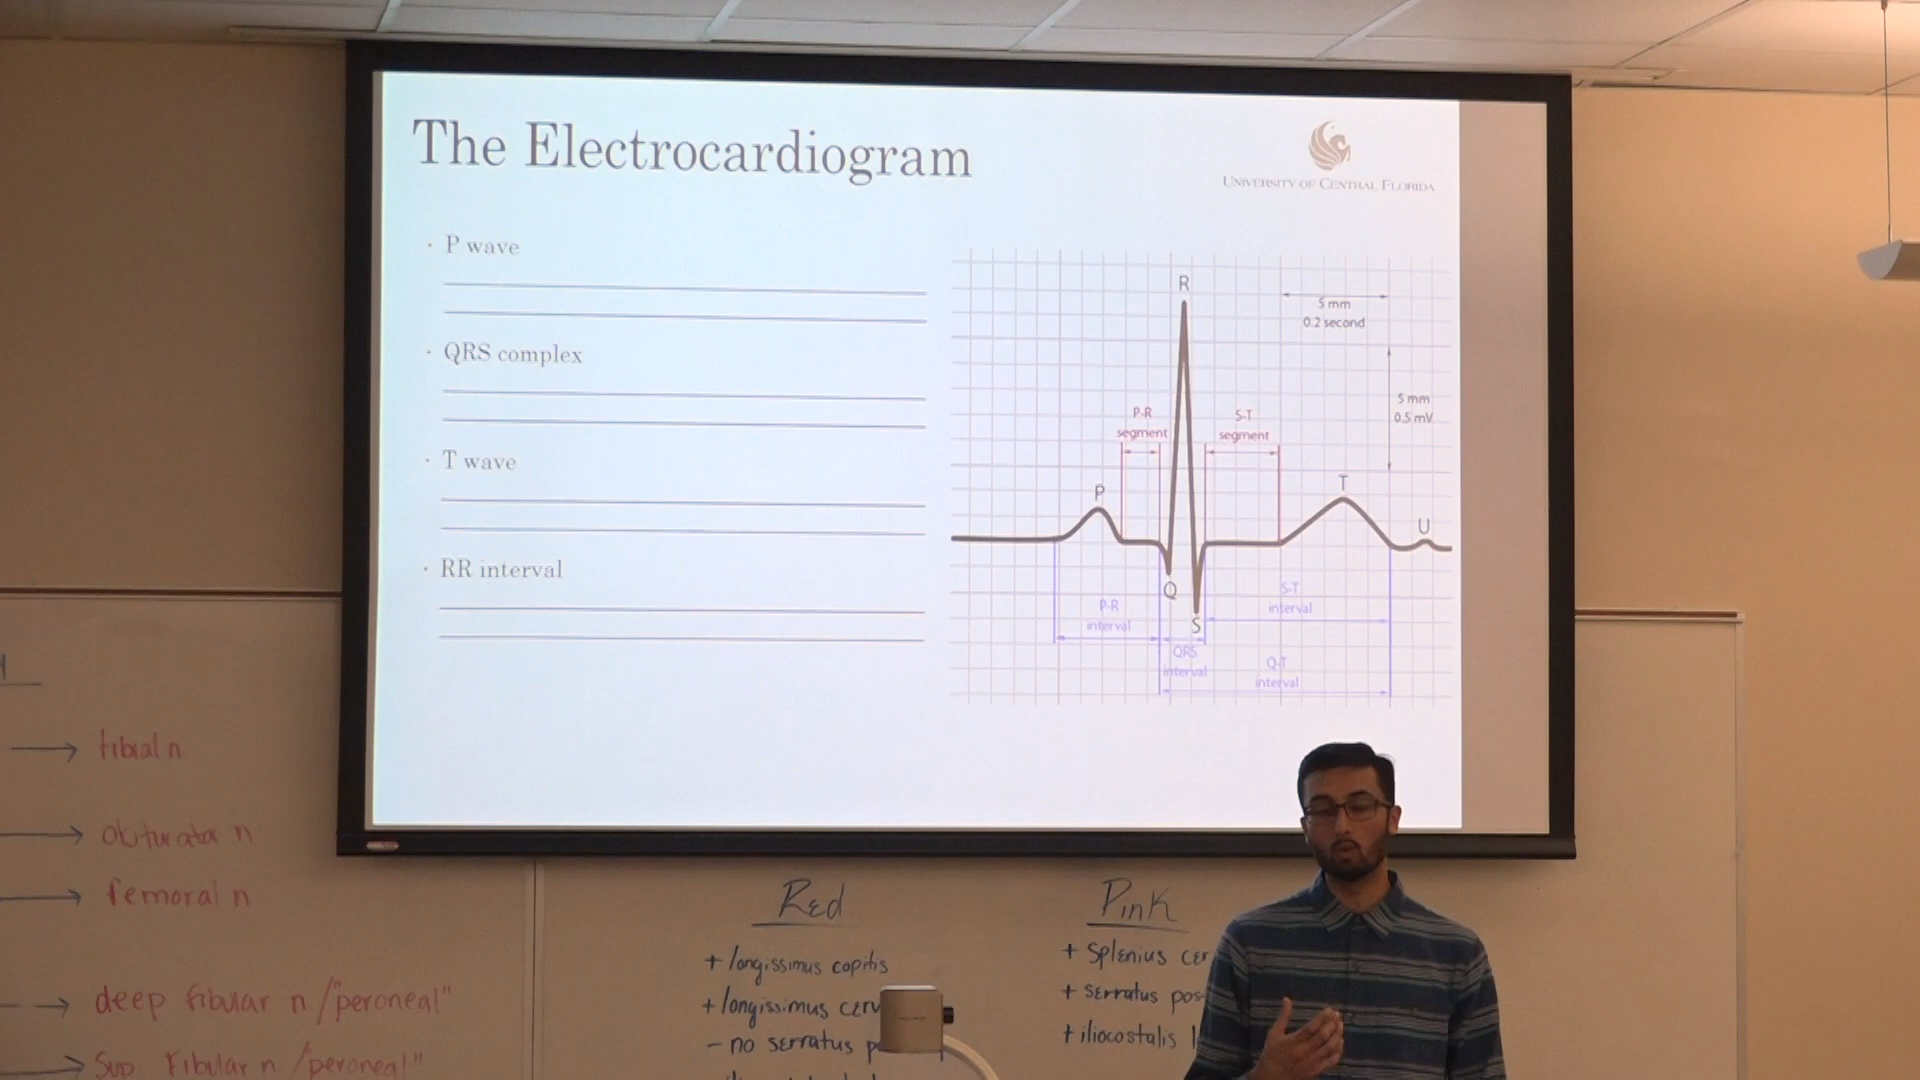 The Electrocardiogram
UNIVERSITY OF CENTRAL FLORIDA
· P wave
· QRS complex
· T wave
· RR interval
R
5 mm
0.2 second
5 mm
0.5 mV
P-R
segment
S-T
segment
P
T
U
Q
S
P-R
interval
S-T
interval
QRS
interval
Q-T
interval
→ tibial n
→ obturator n
→ femoral n
→ deep fibular n /"peroneal"
→ Sup Fibular n /peroneal"
Red
+ longissimus capitis
+ longissimus
- no serratus
Pink
+ Splenius
+ serratus
+ iliocostalis